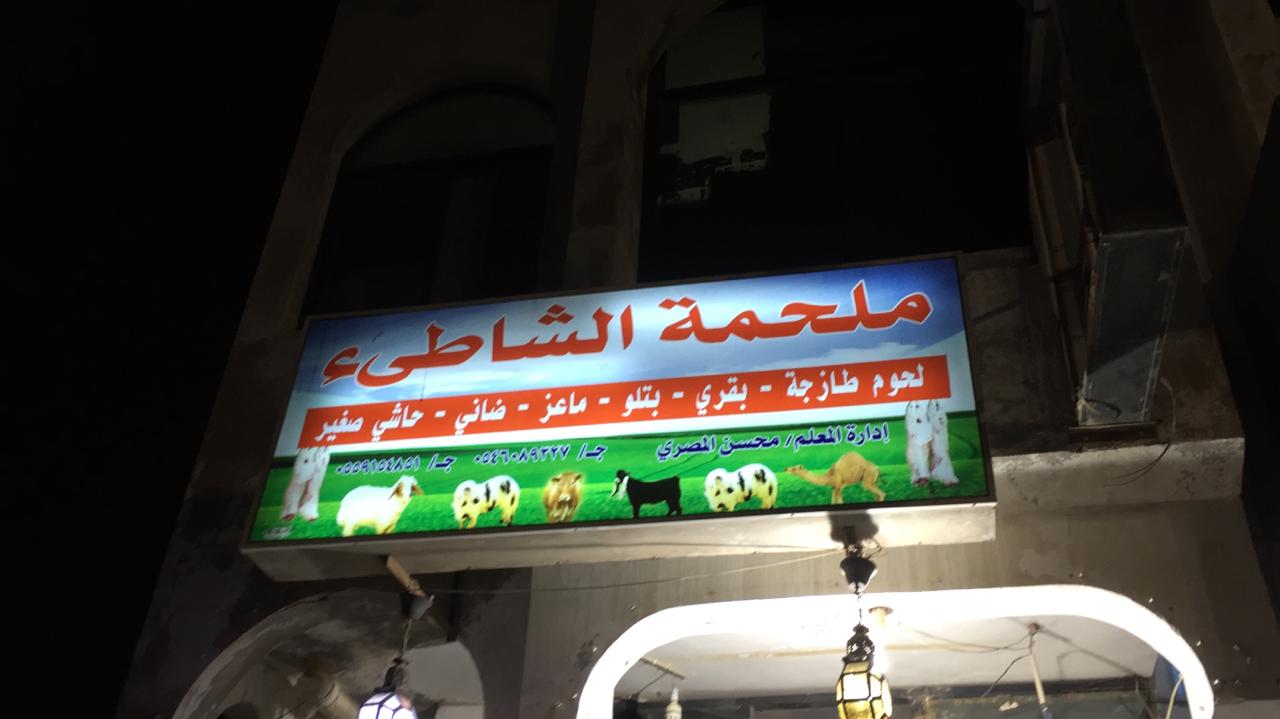 ملحمة الشاطىء
لحوم طازجة - بقري - بتلو - ماعز - ضاني - حاشي صغير
إدارة المعلم / محسن المصري
جـ/ ٠٥٤٦٠٨٩٣٢٧ جـ/ ٠٥٥٩١٥٤٨٥١